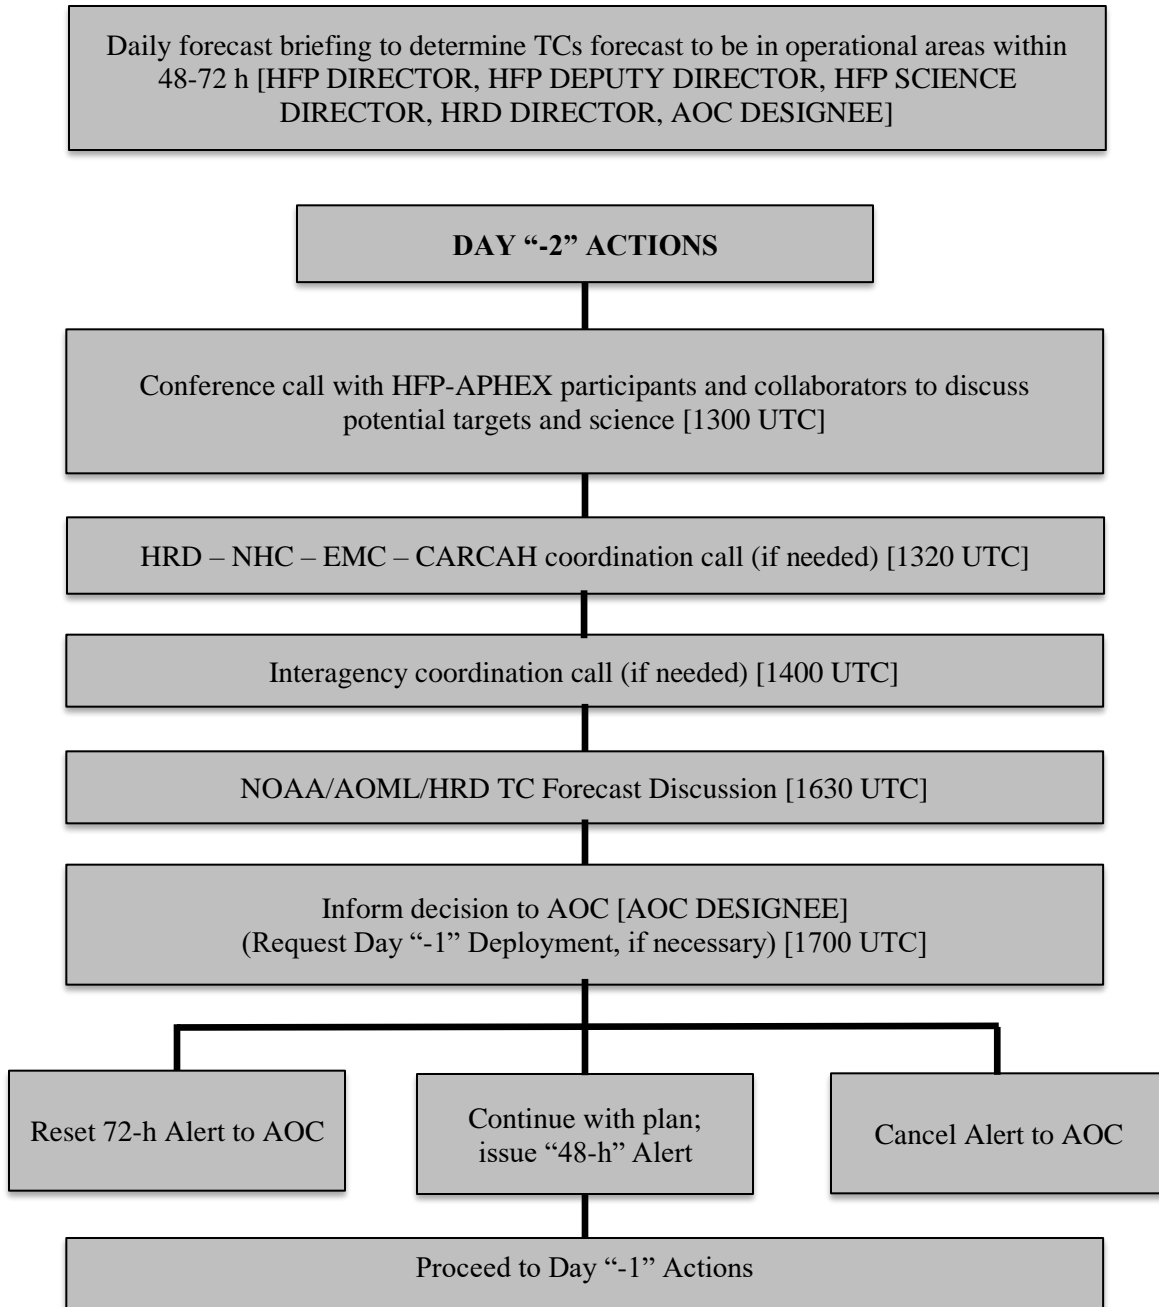 Daily forecast briefing to determine TCs forecast to be in operational areas within
48-72 h [HFP DIRECTOR, HFP DEPUTY DIRECTOR, HFP SCIENCE
DIRECTOR, HRD DIRECTOR, AOC DESIGNEE]
DAY “-2” ACTIONS
Conference call with HFP-APHEX participants and collaborators to discuss
potential targets and science [1300 UTC]
HRD – NHC – EMC – CARCAH coordination call (if needed) [1320 UTC]
Interagency coordination call (if needed) [1400 UTC]
NOAA/AOML/HRD TC Forecast Discussion [1630 UTC]
Inform decision to AOC [AOC DESIGNEE]
(Request Day “-1” Deployment, if necessary) [1700 UTC]
Reset 72-h Alert to AOC
Continue with plan;
issue “48-h” Alert
Cancel Alert to AOC
Proceed to Day “-1” Actions